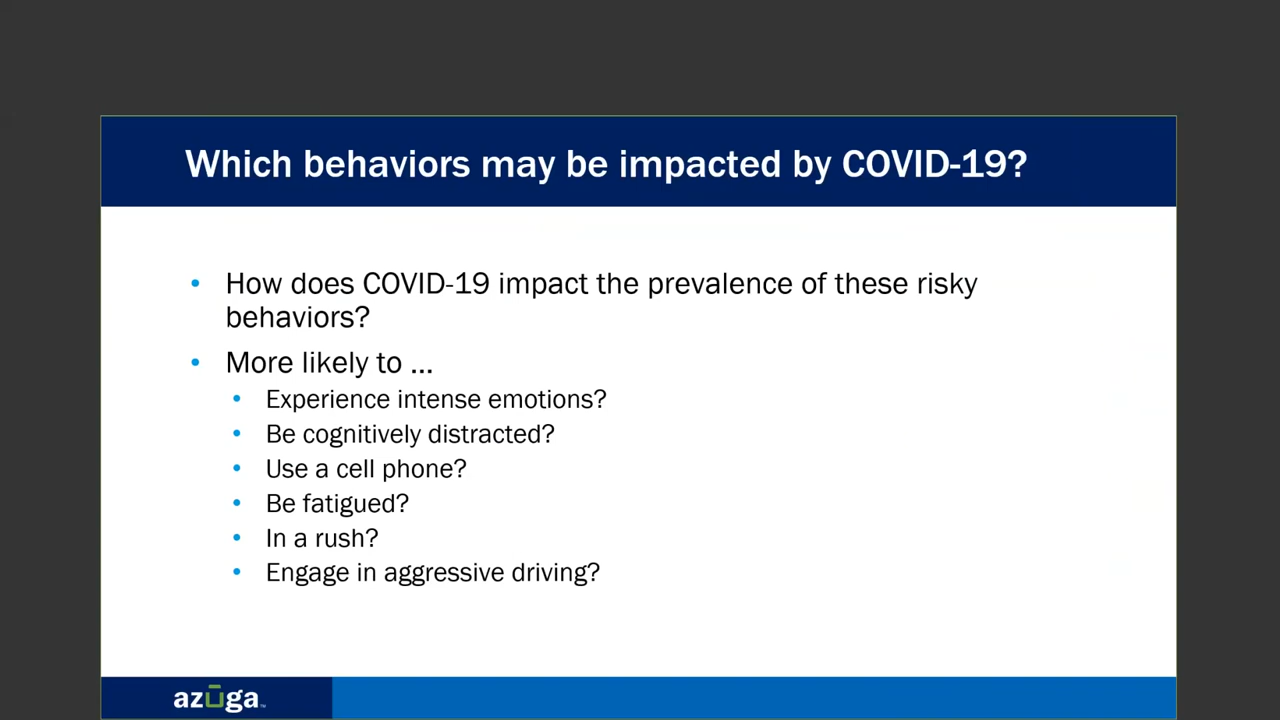 Which behaviors may be impacted by COVID-19?
• How does COVID-19 impact the prevalence of these risky
behaviors?
• More likely to ...
• Experience intense emotions?
• Be cognitively distracted?
• Use a cell phone?
• Be fatigued?
• In a rush?
• Engage in aggressive driving?
azūga™